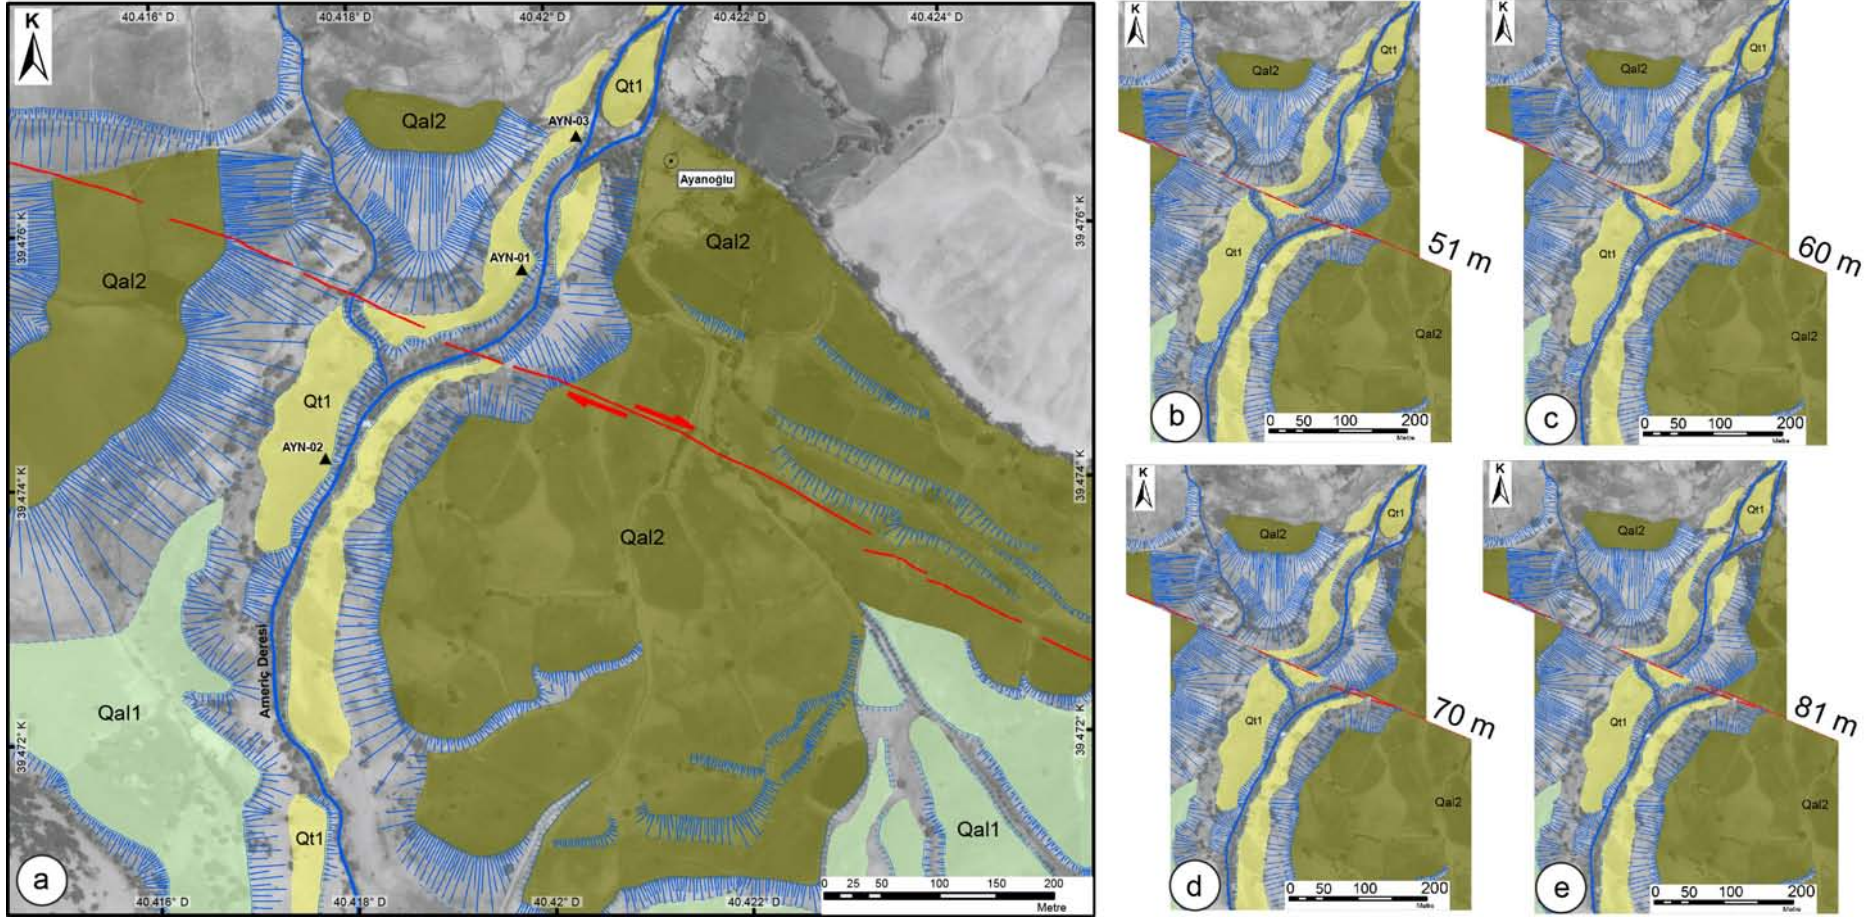 40.416° D
40.418° D
40.42° D
40.422° D
40.424° D
K
Qt1
AYN-03
Qal2
Ayanoğlu
39.476° K
39.476° K
Qal2
AYN-01
Qal2
Qt1
AYN-02
39.474° K
39.474° K
Qal2
Ameriç Deresi
Qal1
39.472° K
39.472° K
Qt1
Qal1
a
0 25 50 100 150 200
Metre
40.416° D
40.418° D
40.42° D
40.422° D
K
Qt1
Qal2
51 m
Qt1
Qal2
b
0 50 100 200
Metre
K
Qt1
Qal2
60 m
Qt1
Qal2
c
0 50 100 200
Metre
K
Qt1
Qal2
70 m
Qt1
Qal2
d
0 50 100 200
Metre
K
Qt1
Qal2
81 m
Qt1
Qal2
e
0 50 100 200
Metre